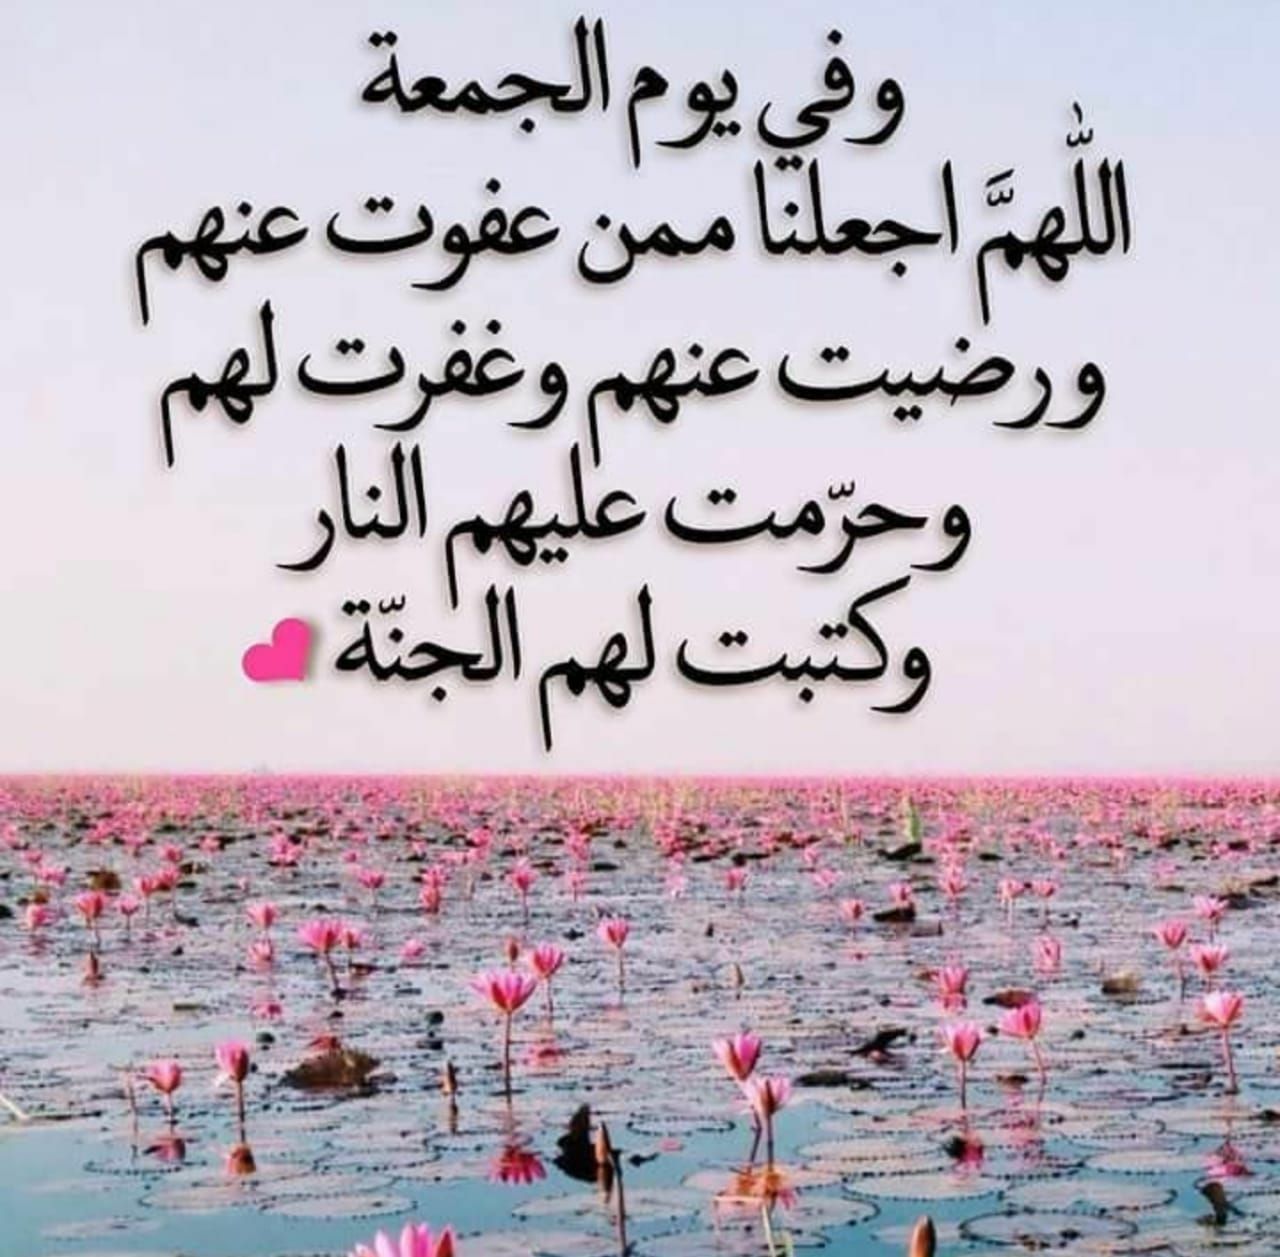 وفي يوم الجمعة
اللّٰهمَّ اجعلنا ممن عفوت عنهم
ورضيت عنهم وغفرت لهم
وحرّمت عليهم النار
وكتبت لهم الجنّة